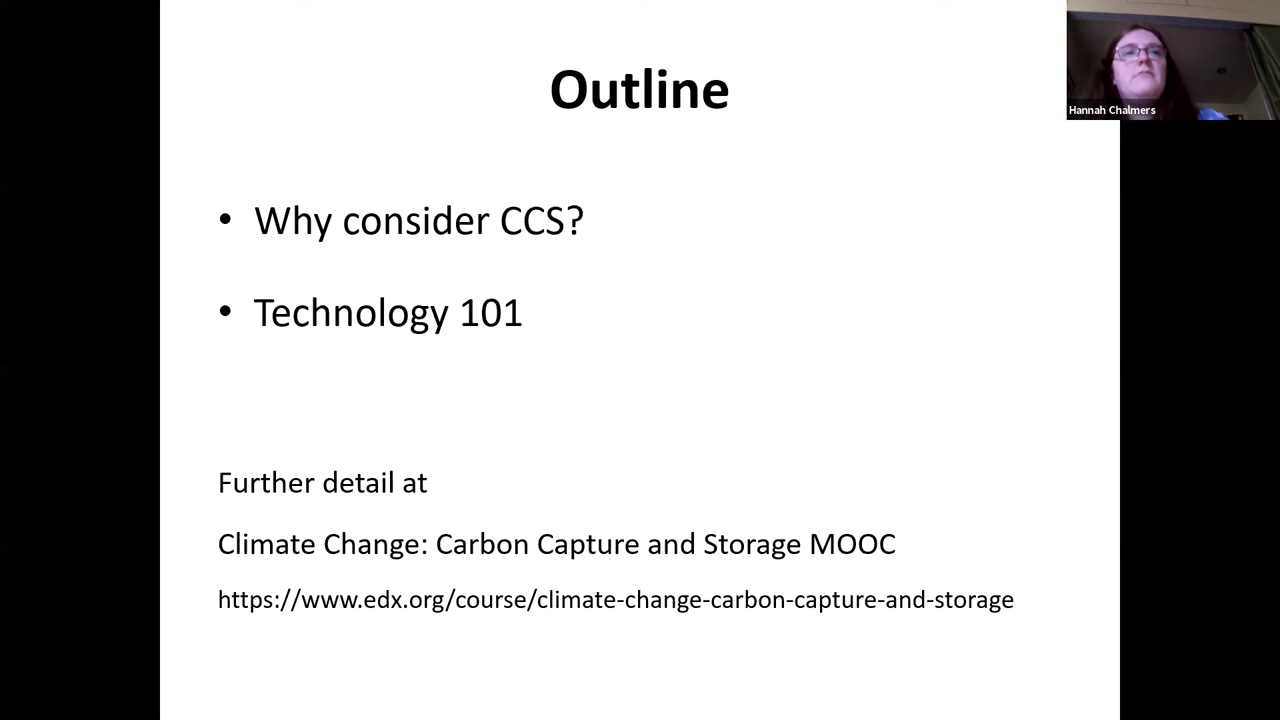 Outline
Hannah Chalmers
• Why consider CCS?
• Technology 101
Further detail at
Climate Change: Carbon Capture and Storage MOOC
https://www.edx.org/course/climate-change-carbon-capture-and-storage